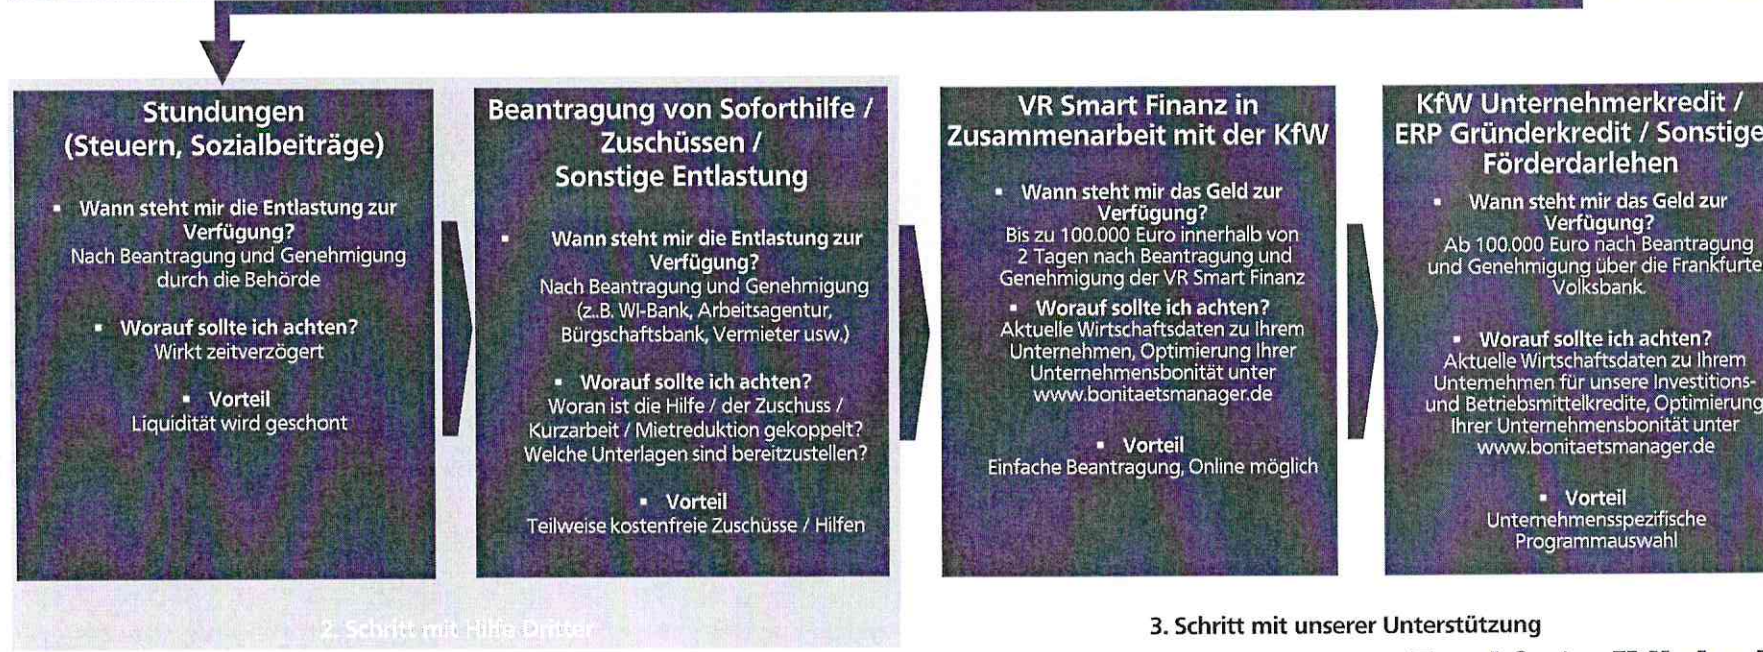 Stundungen
(Steuern, Sozialbeiträge)
▪ Wann steht mir die Entlastung zur
Verfügung?
Nach Beantragung und Genehmigung
durch die Behörde
▪ Worauf sollte ich achten?
Wirkt zeitverzögert
▪ Vorteil
Liquidität wird geschont
Beantragung von Soforthilfe /
Zuschüssen /
Sonstige Entlastung
▪ Wann steht mir die Entlastung zur
Verfügung?
Nach Beantragung und Genehmigung
(z..B. WI-Bank, Arbeitsagentur,
Bürgschaftsbank, Vermieter usw.)
▪ Worauf sollte ich achten?
Woran ist die Hilfe / der Zuschuss /
Kurzarbeit / Mietreduktion gekoppelt?
Welche Unterlagen sind bereitzustellen?
▪ Vorteil
Teilweise kostenfreie Zuschüsse / Hilfen
2. Schritt mit Hilfe Dritter
VR Smart Finanz in
Zusammenarbeit mit der KfW
▪ Wann steht mir das Geld zur
Verfügung?
Bis zu 100.000 Euro innerhalb von
2 Tagen nach Beantragung und
Genehmigung der VR Smart Finanz
▪ Worauf sollte ich achten?
Aktuelle Wirtschaftsdaten zu Ihrem
Unternehmen, Optimierung Ihrer
Unternehmensbonität unter
www.bonitaetsmanager.de
▪ Vorteil
Einfache Beantragung, Online möglich
KfW Unternehmerkredit /
ERP Gründerkredit / Sonstige
Förderdarlehen
▪ Wann steht mir das Geld zur
Verfügung?
Ab 100.000 Euro nach Beantragung
und Genehmigung über die Frankfurte
Volksbank.
▪ Worauf sollte ich achten?
Aktuelle Wirtschaftsdaten zu Ihrem
Unternehmen für unsere Investitions-
und Betriebsmittelkredite, Optimierung
Ihrer Unternehmensbonität unter
www.bonitaetsmanager.de
▪ Vorteil
Unternehmensspezifische
Programmauswahl
3. Schritt mit unserer Unterstützung